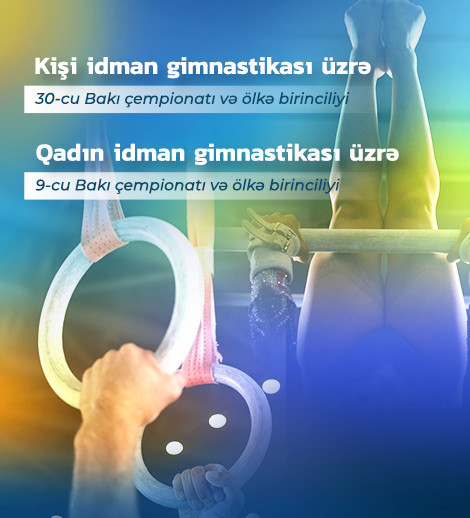 Kişi idman gimnastikası üzrə
30-cu Bakı çempionatı və ölkə birinciliyi
Qadın idman gimnastikası üzrə
9-cu Bakı çempionatı və ölkə birinciliyi